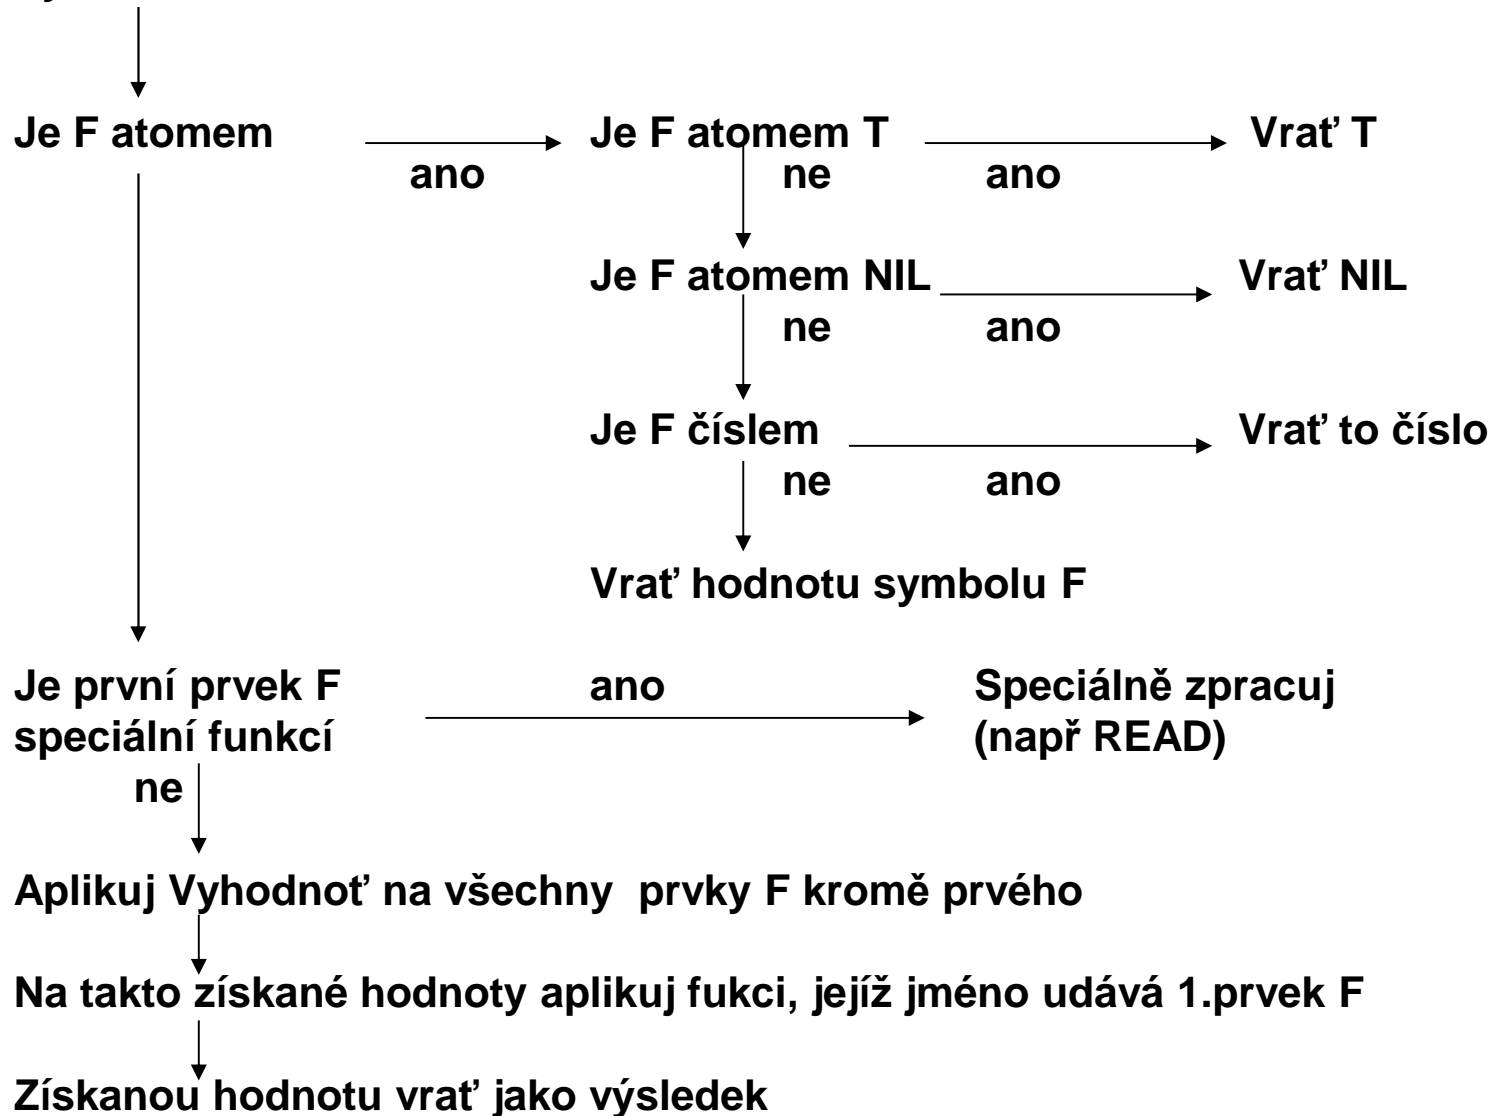 Je F atomem
ano
Je F atomem T
ne
ano
Vrať T
Je F atomem NIL
ne
ano
Vrať NIL
Je F číslem
ne
ano
Vrať to číslo
Vrať hodnotu symbolu F
Je první prvek F
speciální funkcí
ne
ano
Speciálně zpracuj
(např READ)
Aplikuj Vyhodnoť na všechny prvky F kromě prvého
Na takto získané hodnoty aplikuj fukci, jejíž jméno udává 1.prvek F
Získanou hodnotu vrať jako výsledek